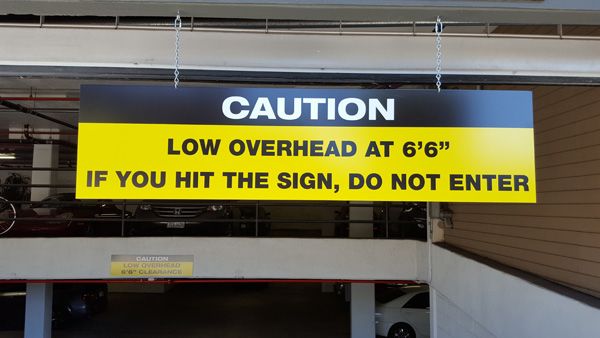 CAUTION
LOW OVERHEAD AT 6'6”
IF YOU HIT THE SIGN, DO NOT ENTER
CAUTION
LOW OVERHEAD
6'6" CLEARANCE